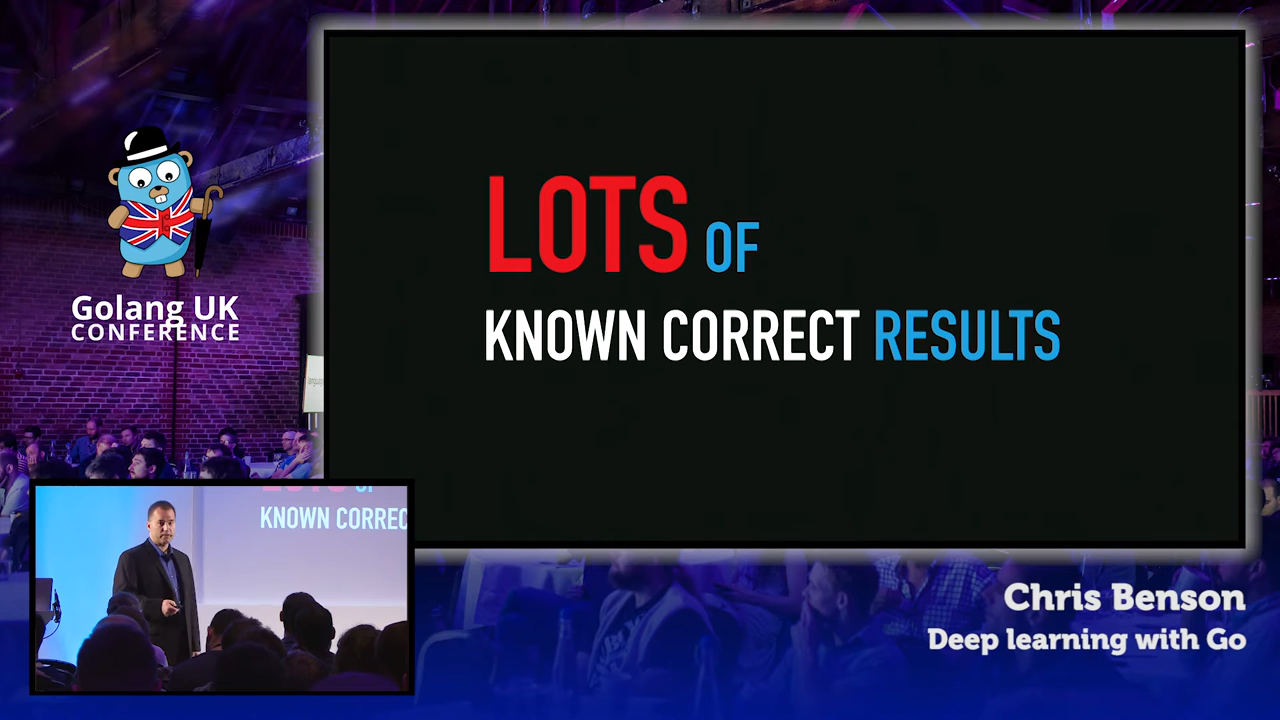 Golang UK
CONFERENCE
LOTS OF
KNOWN CORRECT RESULTS
KNOWN CORREC
Chris Benson
Deep learning with Go